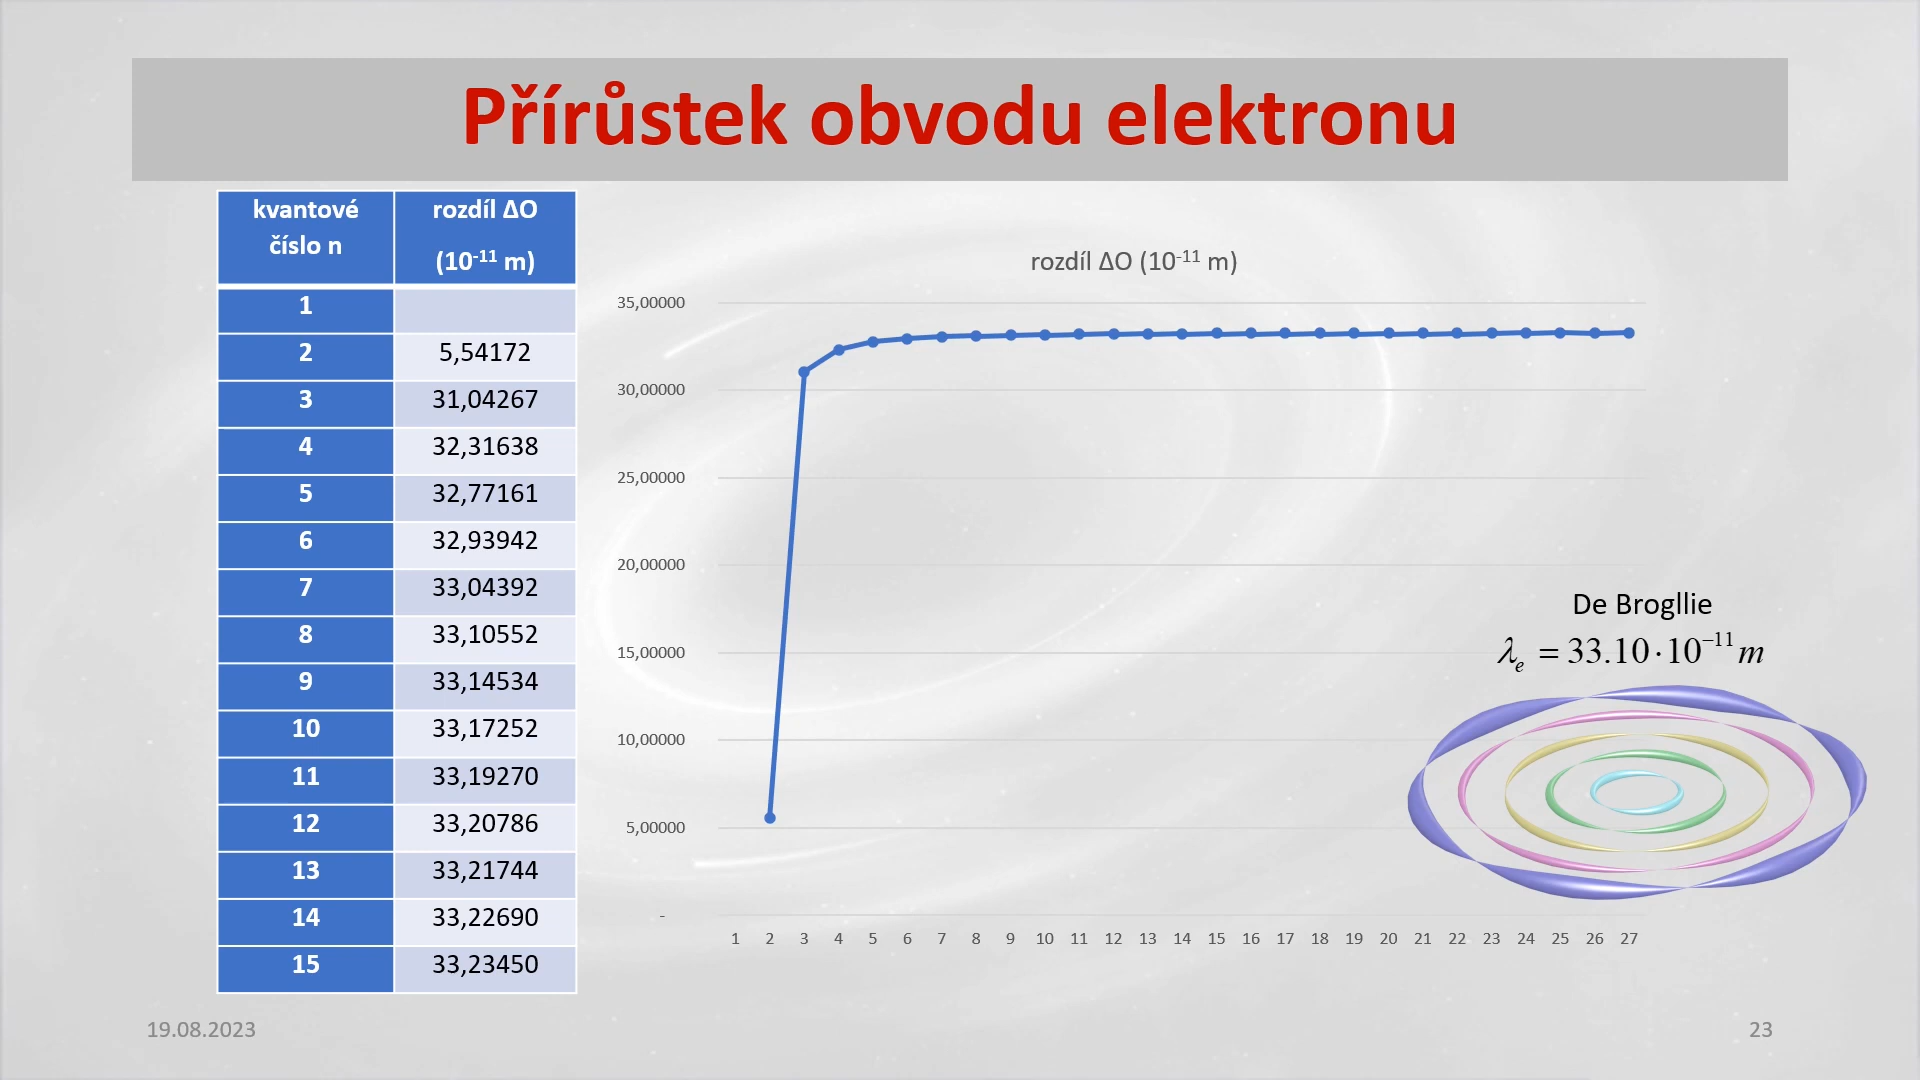 Přírůstek obvodu elektronu
kvantové
číslo n
rozdíl ΔO
(10⁻¹¹ m)
1
2 5,54172
3 31,04267
4 32,31638
5 32,77161
6 32,93942
7 33,04392
8 33,10552
9 33,14534
10 33,17252
11 33,19270
12 33,20786
13 33,21744
14 33,22690
15 33,23450
rozdíl ΔO (10⁻¹¹ m)
35,00000
30,00000
25,00000
20,00000
15,00000
10,00000
5,00000
-
1 2 3 4 5 6 7 8 9 10 11 12 13 14 15 16 17 18 19 20 21 22 23 24 25 26 27
De Brogllie
λₑ = 33.10·10⁻¹¹ m
19.08.2023
23